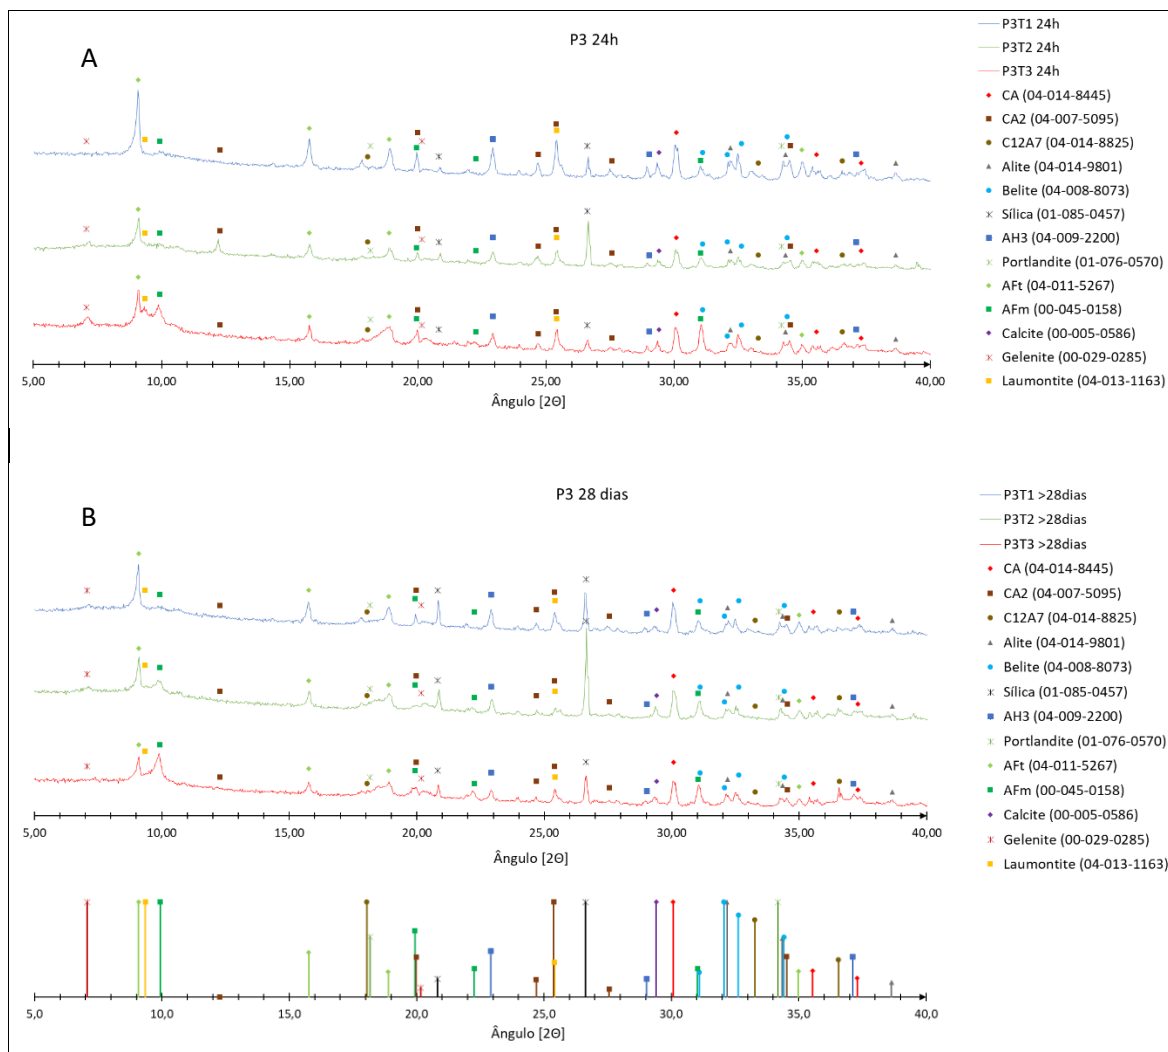 P3 24h
A
P3T1 24h
P3T2 24h
P3T3 24h
CA (04-014-8445)
CA2 (04-007-5095)
C12A7 (04-014-8825)
Alite (04-014-9801)
Belite (04-008-8073)
Sílica (01-085-0457)
AH3 (04-009-2200)
Portlandite (01-076-0570)
AFt (04-011-5267)
AFm (00-045-0158)
Calcite (00-005-0586)
Gelenite (00-029-0285)
Laumontite (04-013-1163)
5,00 10,00 15,00 20,00 25,00 30,00 35,00 40,00
Ângulo [2Θ]
P3 28 dias
B
P3T1 >28dias
P3T2 >28dias
P3T3 >28dias
CA (04-014-8445)
CA2 (04-007-5095)
C12A7 (04-014-8825)
Alite (04-014-9801)
Belite (04-008-8073)
Sílica (01-085-0457)
AH3 (04-009-2200)
Portlandite (01-076-0570)
AFt (04-011-5267)
AFm (00-045-0158)
Calcite (00-005-0586)
Gelenite (00-029-0285)
Laumontite (04-013-1163)
5,00 10,00 15,00 20,00 25,00 30,00 35,00 40,00
Ângulo [2Θ]
5,0 10,0 15,0 20,0 25,0 30,0 35,0 40,0
Ângulo [2Θ]